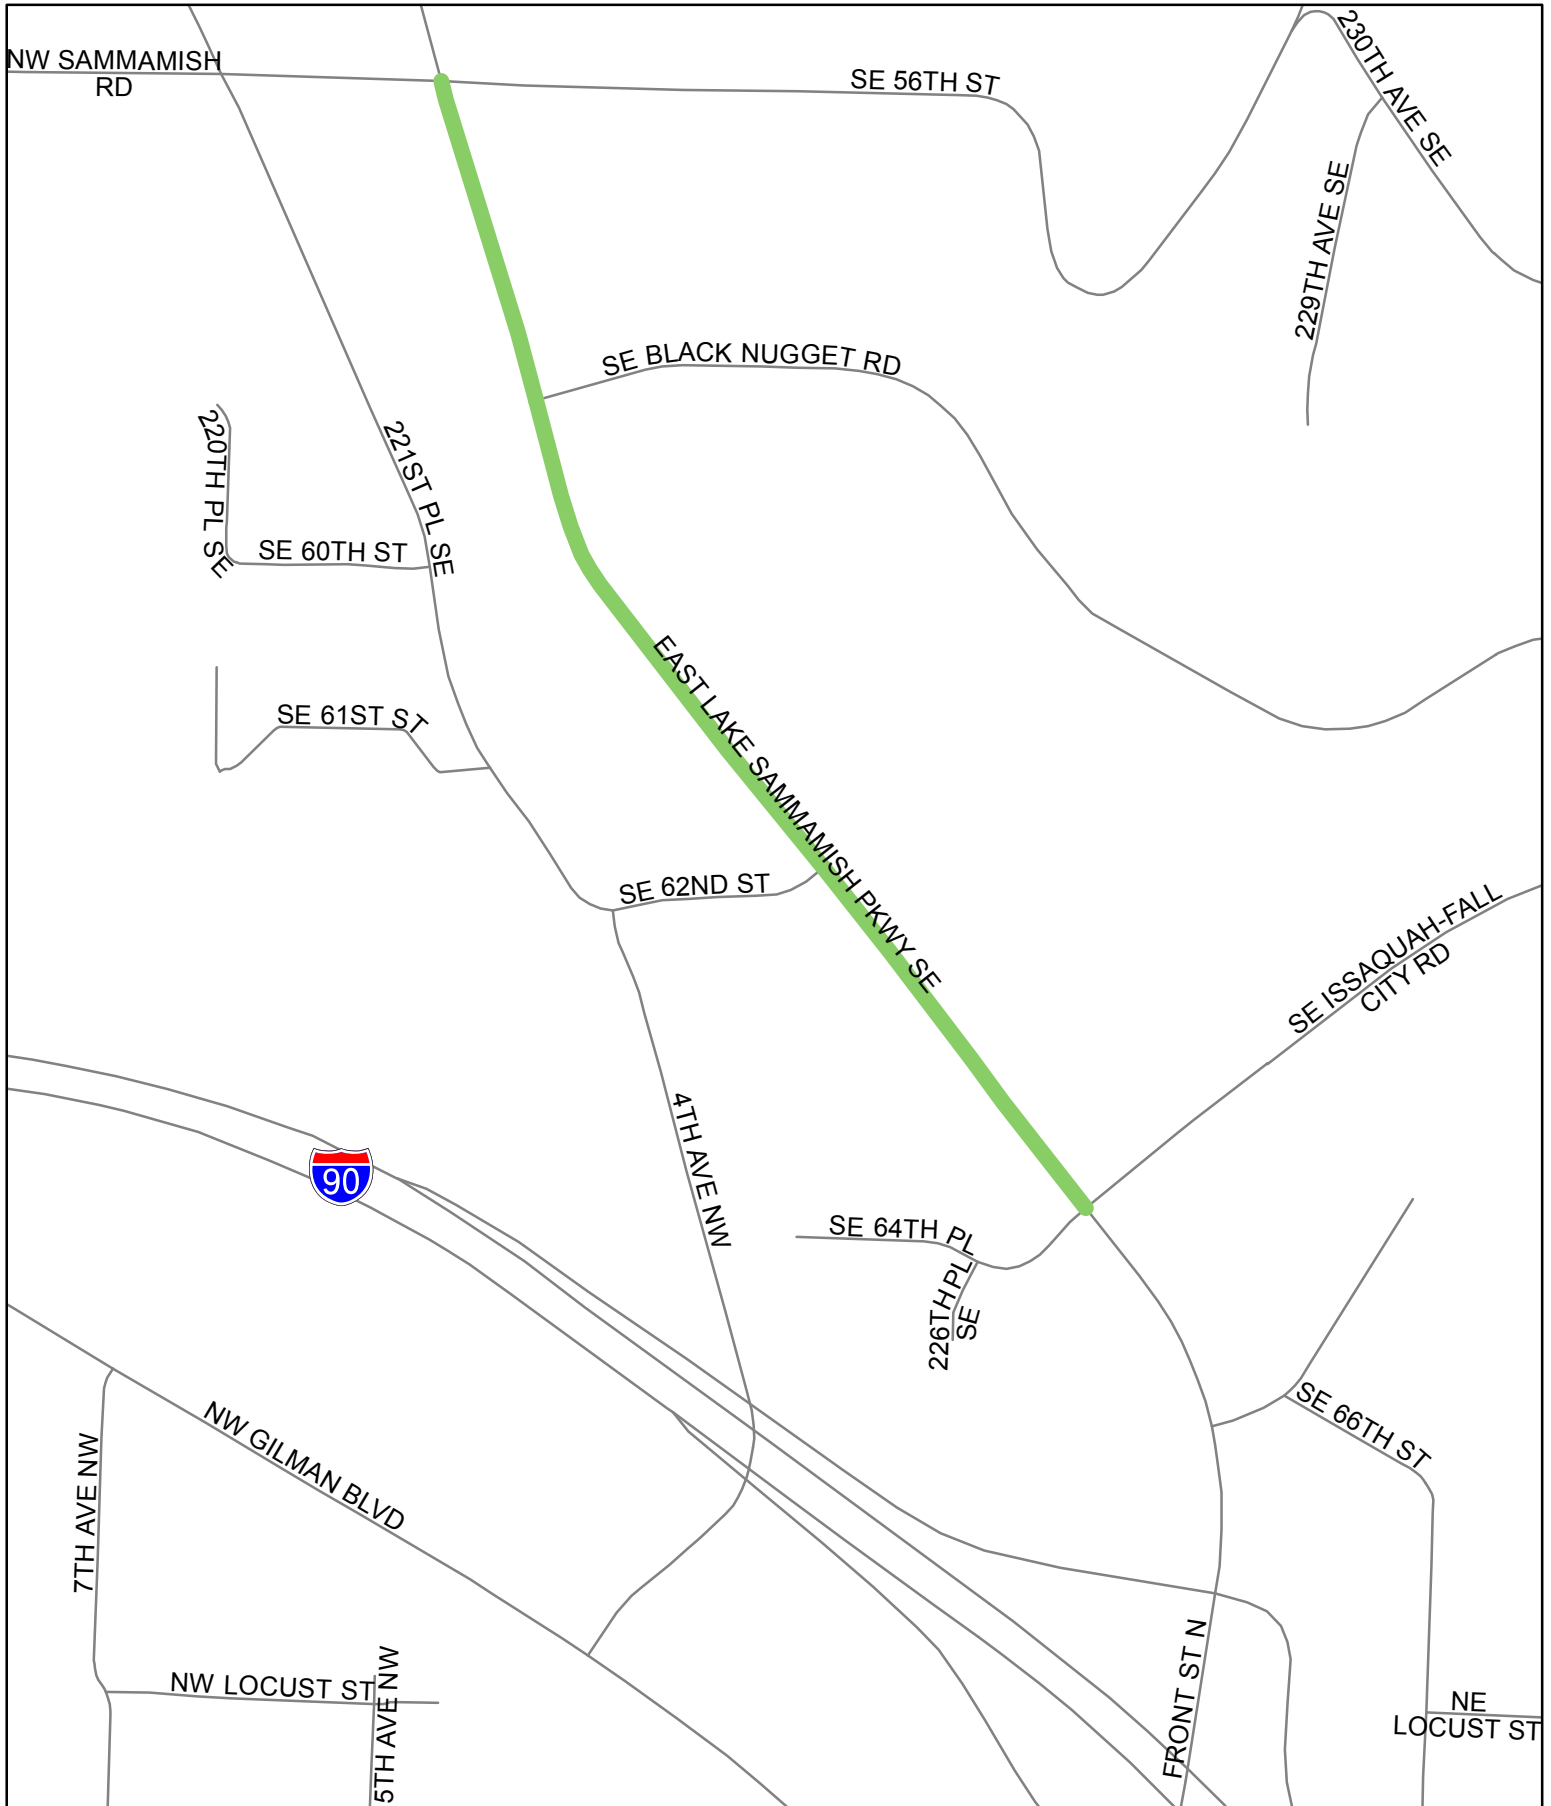 NW SAMMAMISH
RD
SE 56TH ST
230TH AVE SE
229TH AVE SE
SE BLACK NUGGET RD
220TH PL SE
221ST PL SE
SE 60TH ST
EAST LAKE SAMMAMISH PKWY SE
SE 61ST ST
SE 62ND ST
SE ISSAQUAH-FALL
CITY RD
4TH AVE NW
90
SE 64TH PL
226TH PL
SE
SE 66TH ST
NW GILMAN BLVD
7TH AVE NW
FRONT ST N
NW LOCUST ST
5TH AVE NW
NE
LOCUST ST